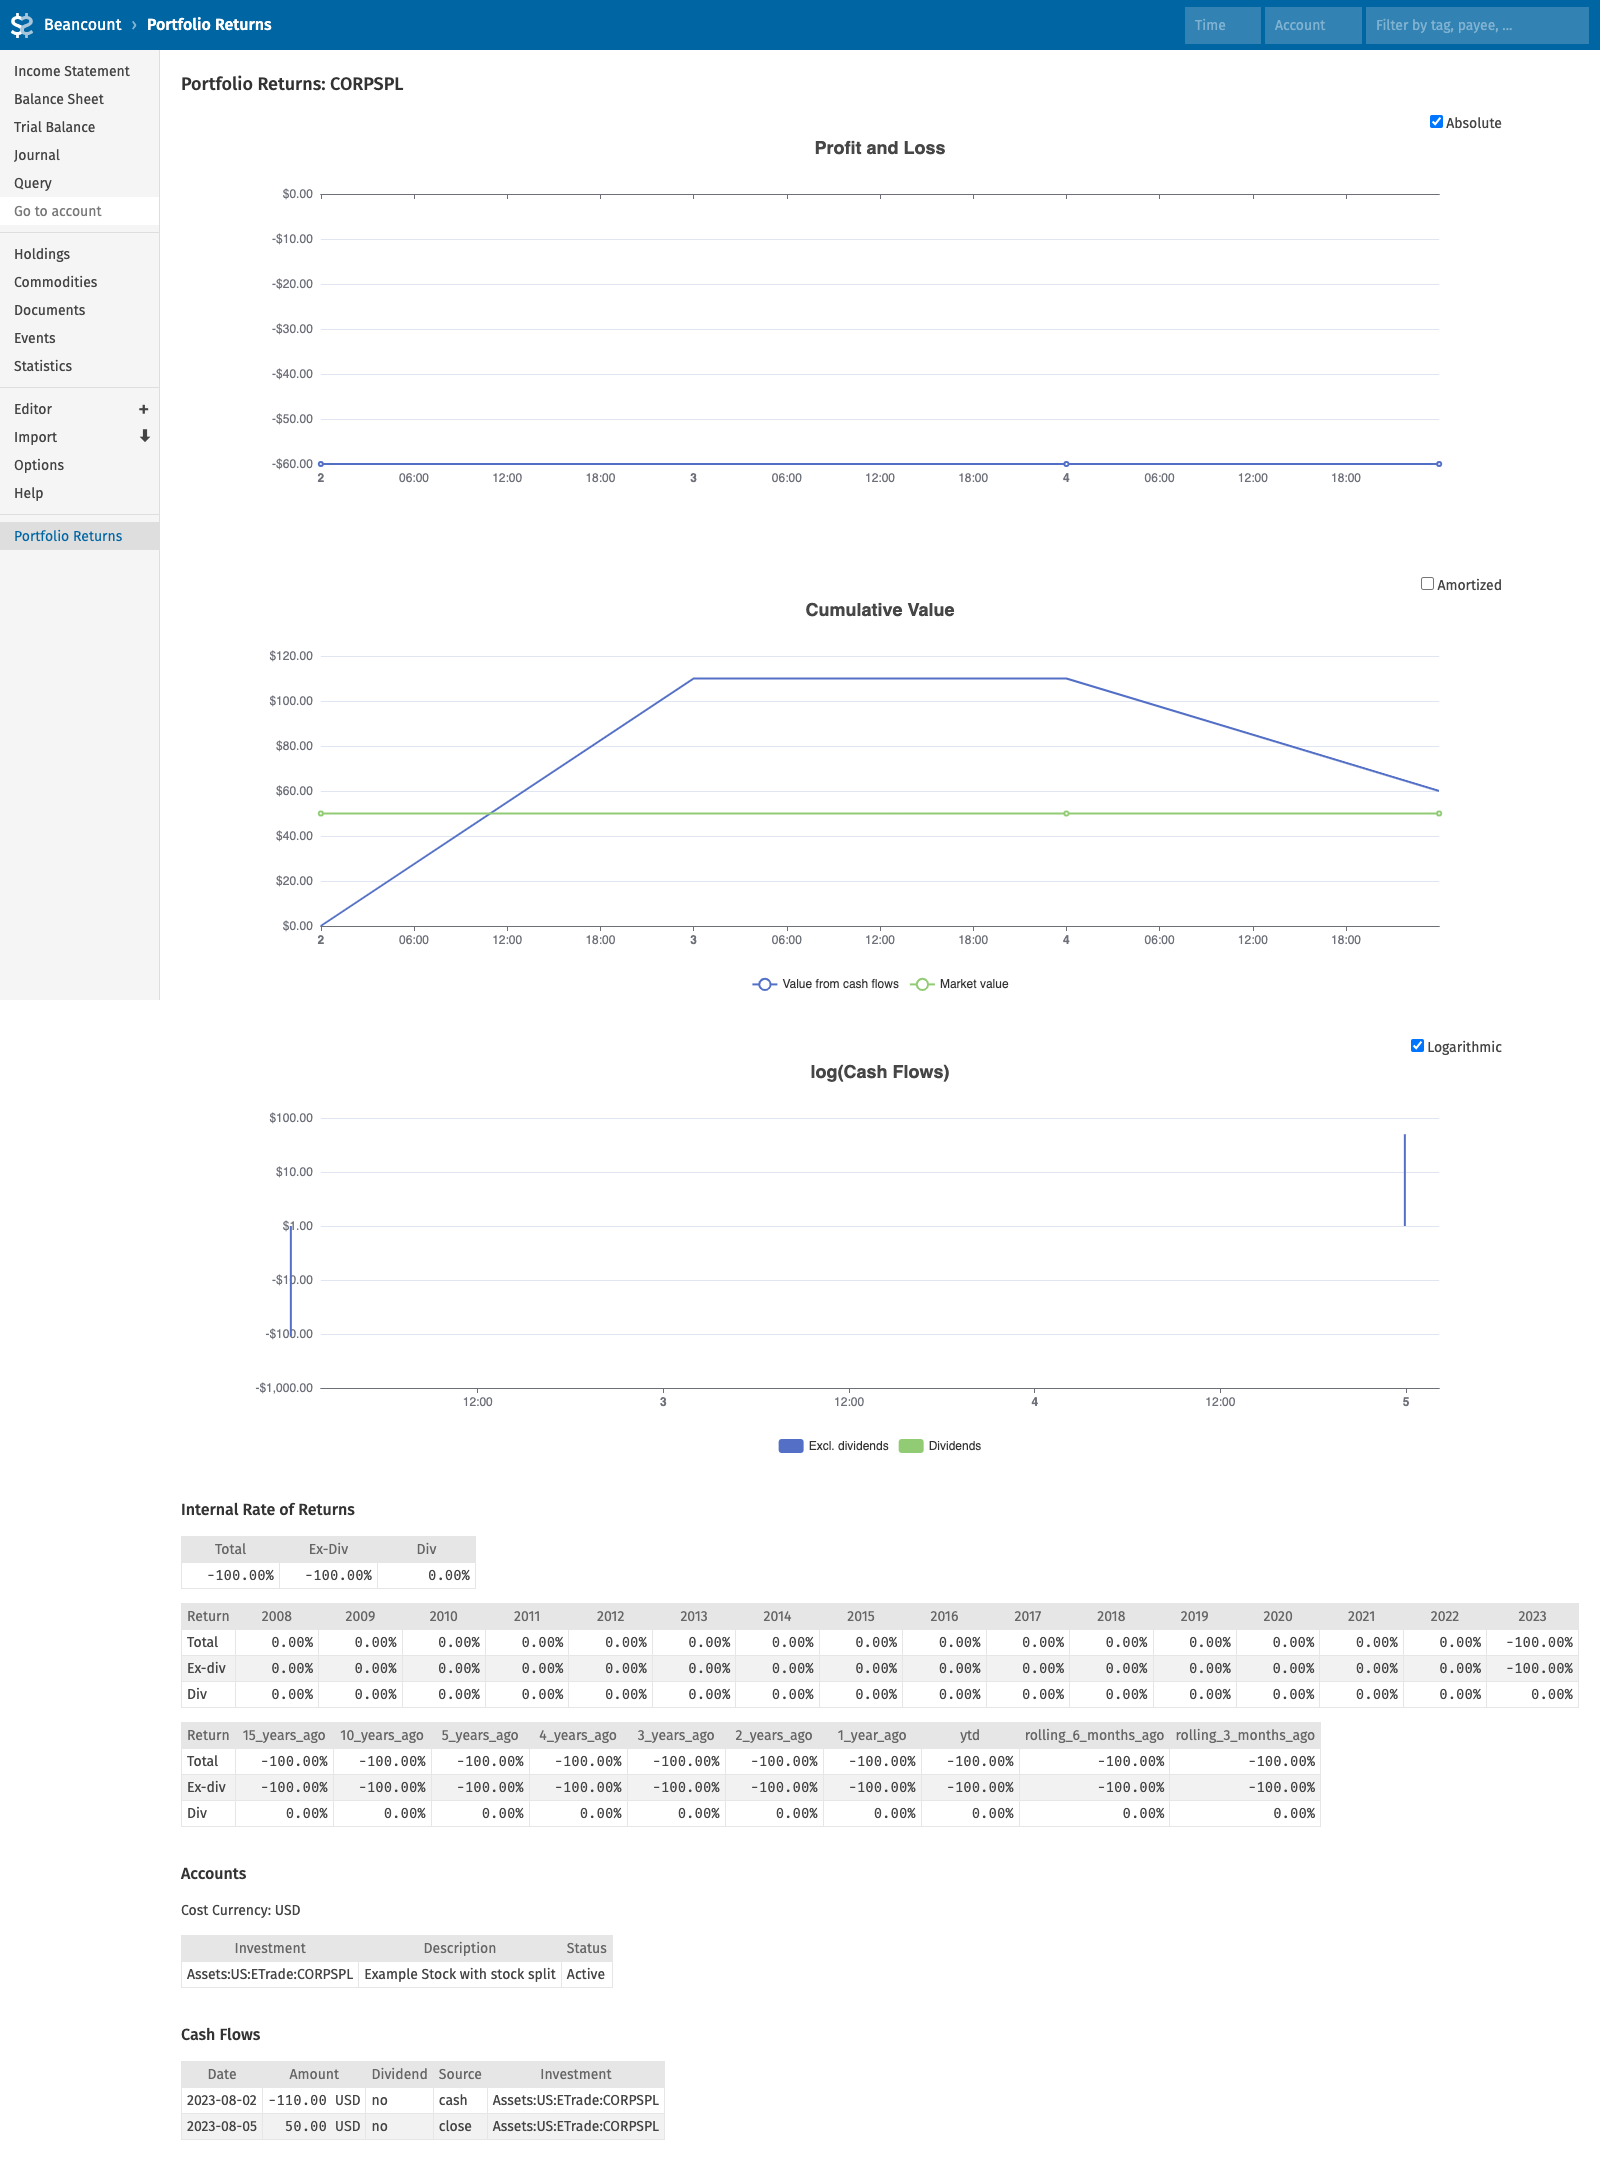 Beancount › Portfolio Returns
Time
Account
Filter by tag, payee, ...
Income Statement
Balance Sheet
Trial Balance
Journal
Query
Go to account
Holdings
Commodities
Documents
Events
Statistics
Editor +
Import
Options
Help
Portfolio Returns
Portfolio Returns: CORPSPL
Absolute
Profit and Loss
$0.00
-$10.00
-$20.00
-$30.00
-$40.00
-$50.00
-$60.00
2 06:00 12:00 18:00 3 06:00 12:00 18:00 4 06:00 12:00 18:00
Amortized
Cumulative Value
$120.00
$100.00
$80.00
$60.00
$40.00
$20.00
$0.00
2 06:00 12:00 18:00 3 06:00 12:00 18:00 4 06:00 12:00 18:00
Value from cash flows Market value
Logarithmic
log(Cash Flows)
$100.00
$10.00
$1.00
-$10.00
-$100.00
-$1,000.00
12:00 3 12:00 4 12:00 5
Excl. dividends Dividends
Internal Rate of Returns
Total Ex-Div Div
-100.00% -100.00% 0.00%
Return 2008 2009 2010 2011 2012 2013 2014 2015 2016 2017 2018 2019 2020 2021 2022 2023
Total 0.00% 0.00% 0.00% 0.00% 0.00% 0.00% 0.00% 0.00% 0.00% 0.00% 0.00% 0.00% 0.00% 0.00% 0.00% -100.00%
Ex-div 0.00% 0.00% 0.00% 0.00% 0.00% 0.00% 0.00% 0.00% 0.00% 0.00% 0.00% 0.00% 0.00% 0.00% 0.00% -100.00%
Div 0.00% 0.00% 0.00% 0.00% 0.00% 0.00% 0.00% 0.00% 0.00% 0.00% 0.00% 0.00% 0.00% 0.00% 0.00% 0.00%
Return 15_years_ago 10_years_ago 5_years_ago 4_years_ago 3_years_ago 2_years_ago 1_year_ago ytd rolling_6_months_ago rolling_3_months_ago
Total -100.00% -100.00% -100.00% -100.00% -100.00% -100.00% -100.00% -100.00% -100.00% -100.00%
Ex-div -100.00% -100.00% -100.00% -100.00% -100.00% -100.00% -100.00% -100.00% -100.00% -100.00%
Div 0.00% 0.00% 0.00% 0.00% 0.00% 0.00% 0.00% 0.00% 0.00% 0.00%
Accounts
Cost Currency: USD
Investment Description Status
Assets:US:ETrade:CORPSPL Example Stock with stock split Active
Cash Flows
Date Amount Dividend Source Investment
2023-08-02 -110.00 USD no cash Assets:US:ETrade:CORPSPL
2023-08-05 50.00 USD no close Assets:US:ETrade:CORPSPL